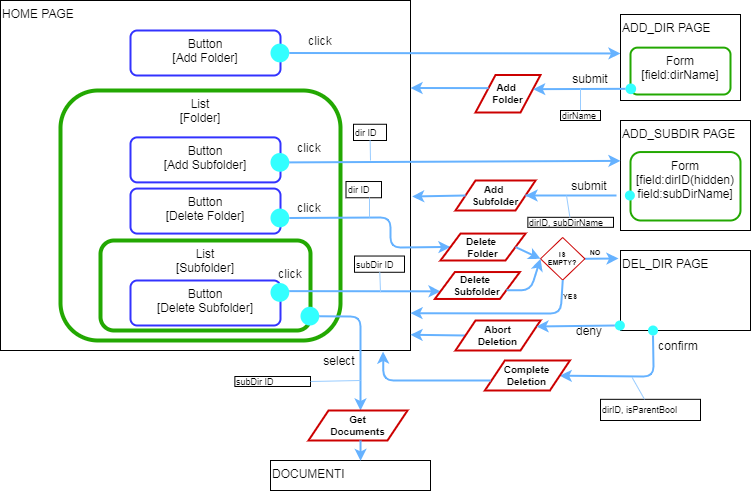 HOME PAGE
Button
[Add Folder]
click
ADD_DIR PAGE
Form
[field:dirName]
submit
Add
Folder
dirName
List
[Folder]
Button
[Add Subfolder]
click
dir ID
ADD_SUBDIR PAGE
Form
[field:dirID(hidden)
field:subDirName]
submit
Add
Subfolder
dirID, subDirName
Button
[Delete Folder]
click
dir ID
Delete
Folder
IS
EMPTY?
NO
YES
List
[Subfolder]
click
Button
[Delete Subfolder]
subDir ID
Delete
Subfolder
DEL_DIR PAGE
deny
Abort
Deletion
confirm
Complete
Deletion
dirID, isParentBool
select
subDir ID
Get
Documents
DOCUMENTI